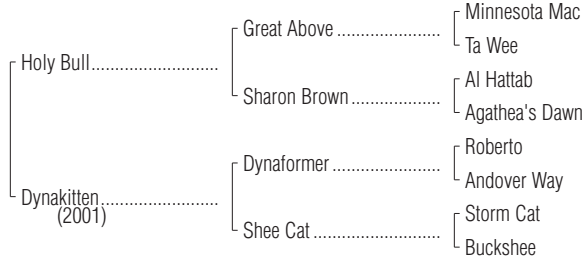 Minnesota Mac
Great Above ........................
Ta Wee
Holy Bull.............................
Al Hattab
Sharon Brown ....................
Agathea's Dawn
Roberto
Dynaformer .........................
Andover Way
Dynakitten...........................
(2001)
Storm Cat
Shee Cat .............................
Buckshee